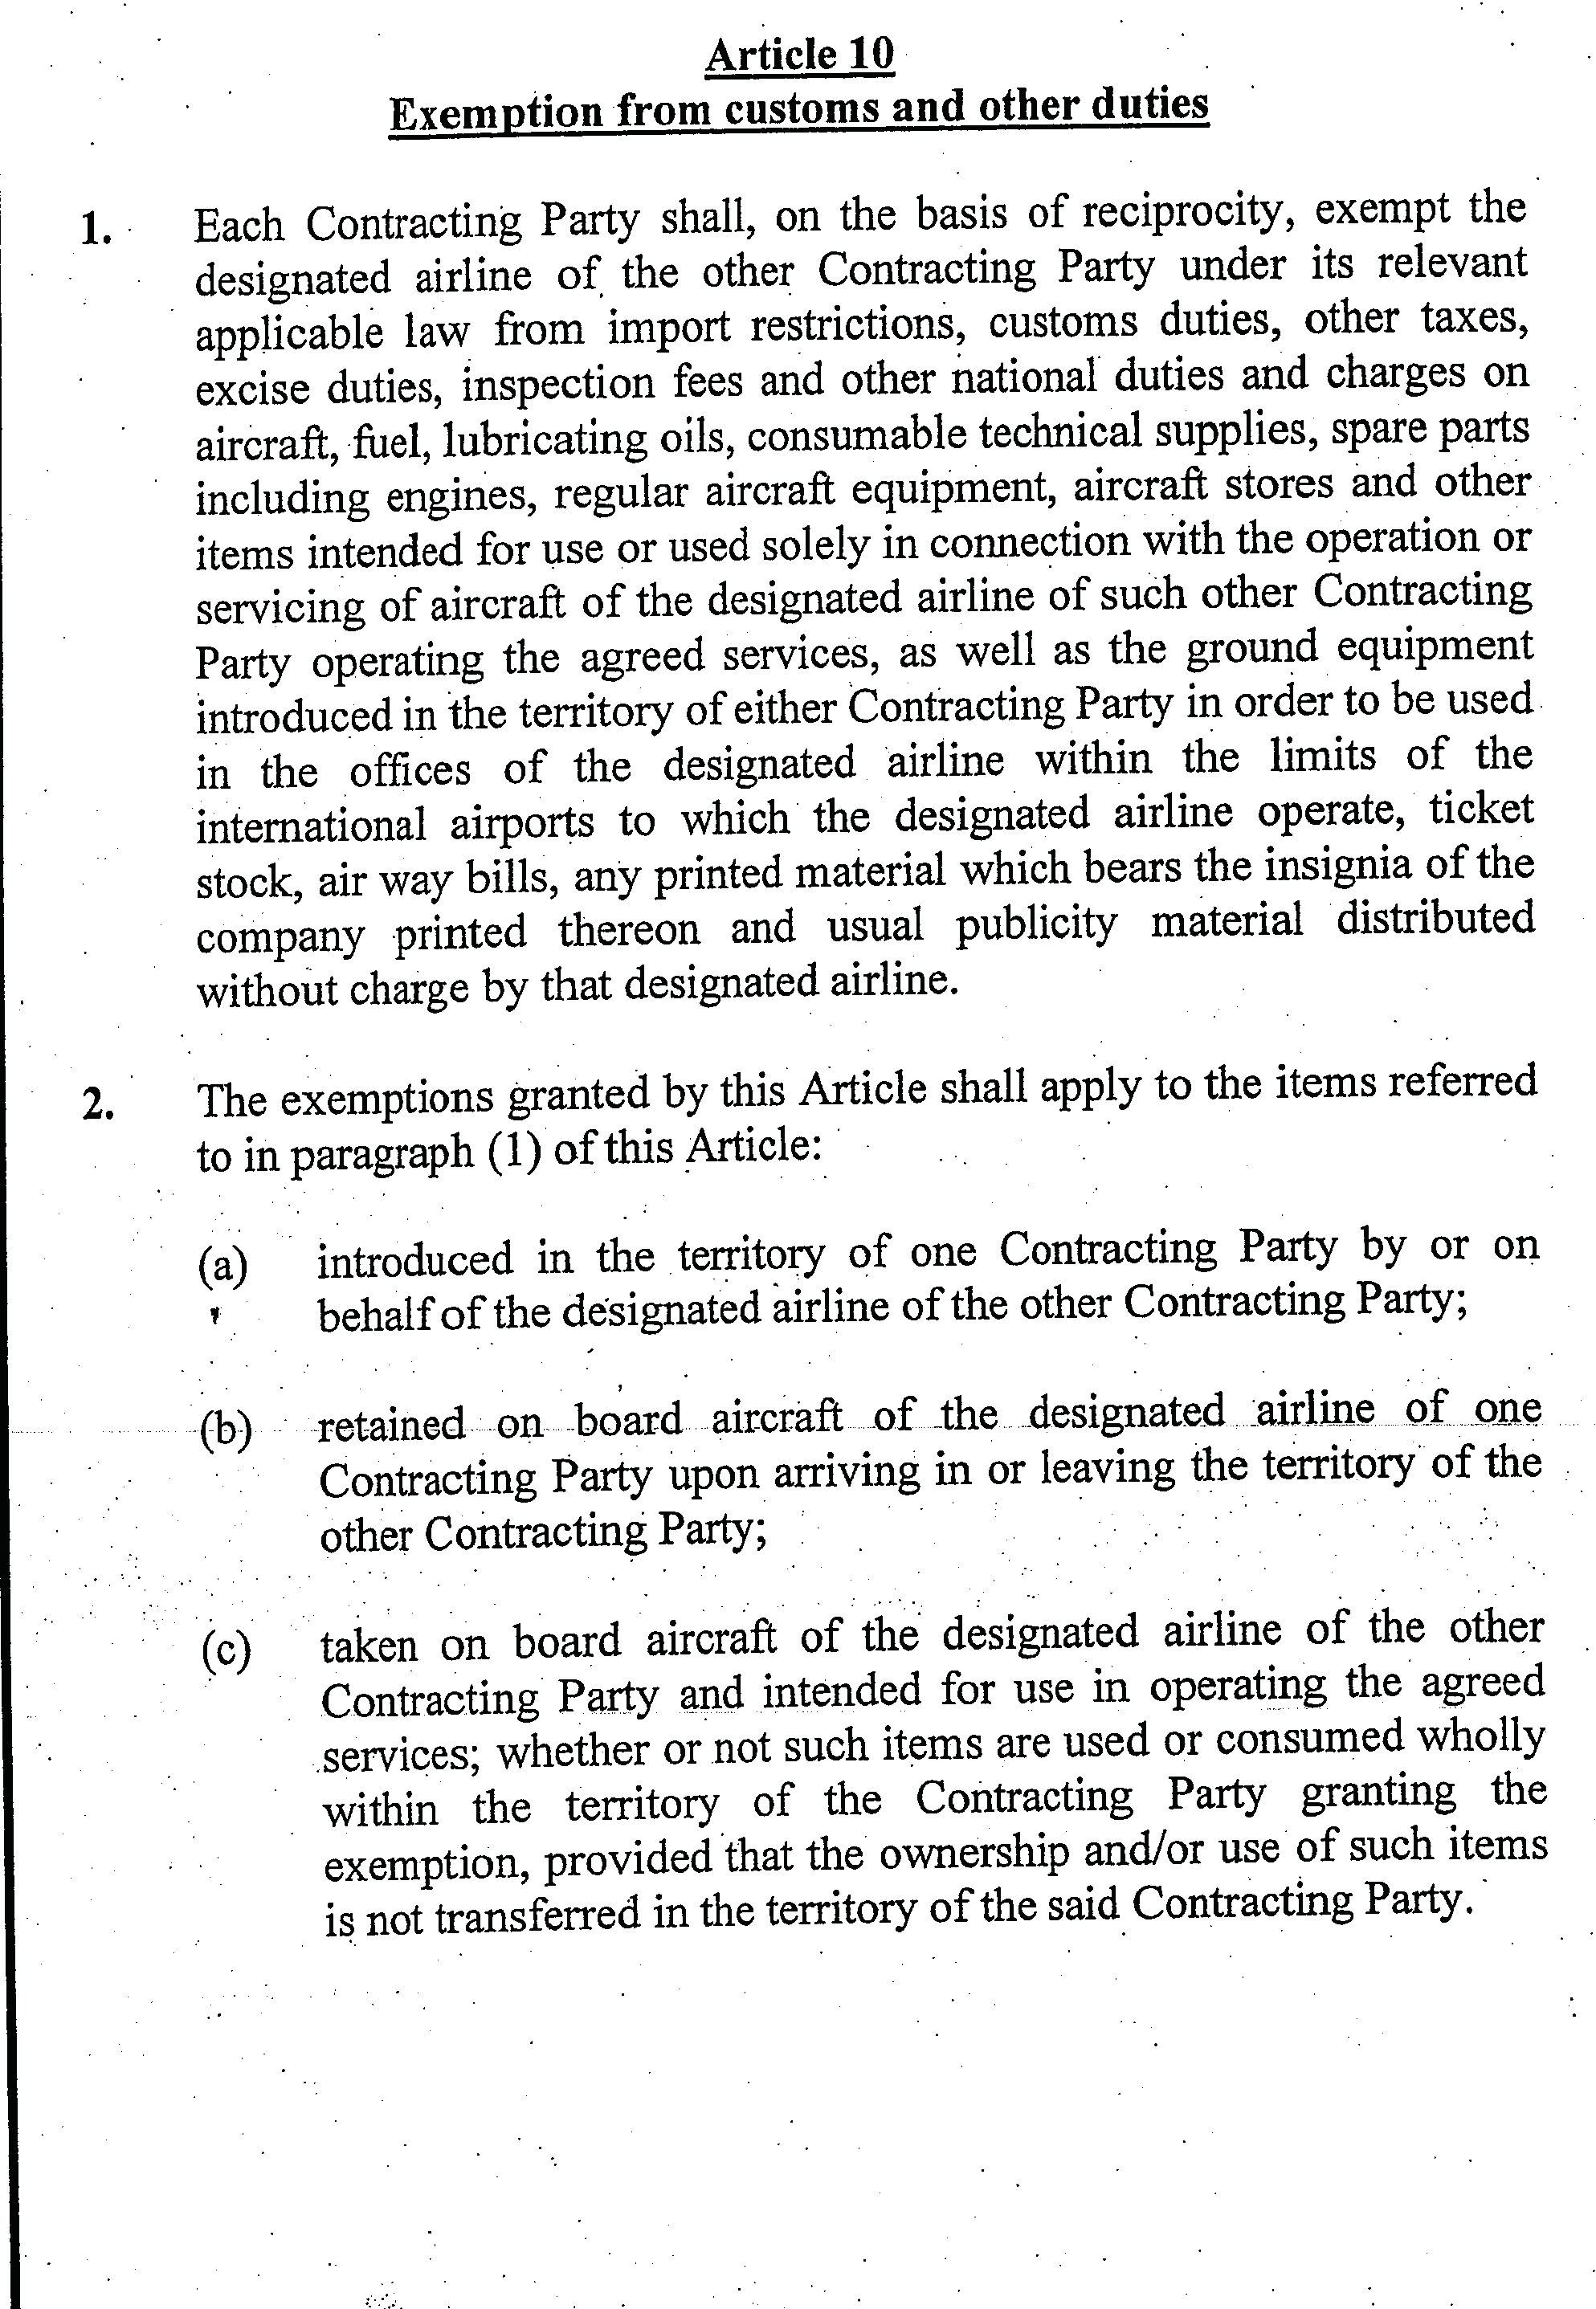 Article 10
Exemption from customs and other duties
1. Each Contracting Party shall, on the basis of reciprocity, exempt the
designated airline of the other Contracting Party under its relevant
applicable law from import restrictions, customs duties, other taxes,
excise duties, inspection fees and other national duties and charges on
aircraft, fuel, lubricating oils, consumable technical supplies, spare parts
including engines, regular aircraft equipment, aircraft stores and other
items intended for use or used solely in connection with the operation or
servicing of aircraft of the designated airline of such other Contracting
Party operating the agreed services, as well as the ground equipment
introduced in the territory of either Contracting Party in order to be used
in the offices of the designated airline within the limits of the
international airports to which the designated airline operate, ticket
stock, air way bills, any printed material which bears the insignia of the
company printed thereon and usual publicity material distributed
without charge by that designated airline.
2. The exemptions granted by this Article shall apply to the items referred
to in paragraph (1) of this Article:
(a) introduced in the territory of one Contracting Party by or on
behalf of the designated airline of the other Contracting Party;
(b) retained on board aircraft of the designated airline of one
Contracting Party upon arriving in or leaving the territory of the
other Contracting Party;
(c) taken on board aircraft of the designated airline of the other
Contracting Party and intended for use in operating the agreed
services; whether or not such items are used or consumed wholly
within the territory of the Contracting Party granting the
exemption, provided that the ownership and/or use of such items
is not transferred in the territory of the said Contracting Party.